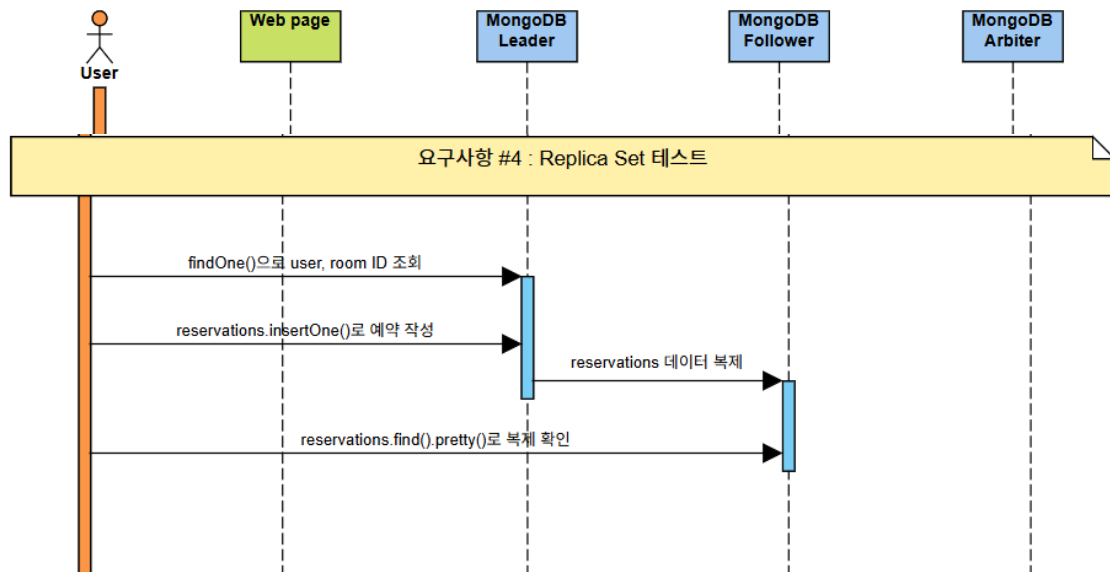 User
Web page
MongoDB
Leader
MongoDB
Follower
MongoDB
Arbiter
요구사항 #4 : Replica Set 테스트
findOne()으로 user, room ID 조회
reservations.insertOne()로 예약 작성
reservations 데이터 복제
reservations.find().pretty()로 복제 확인